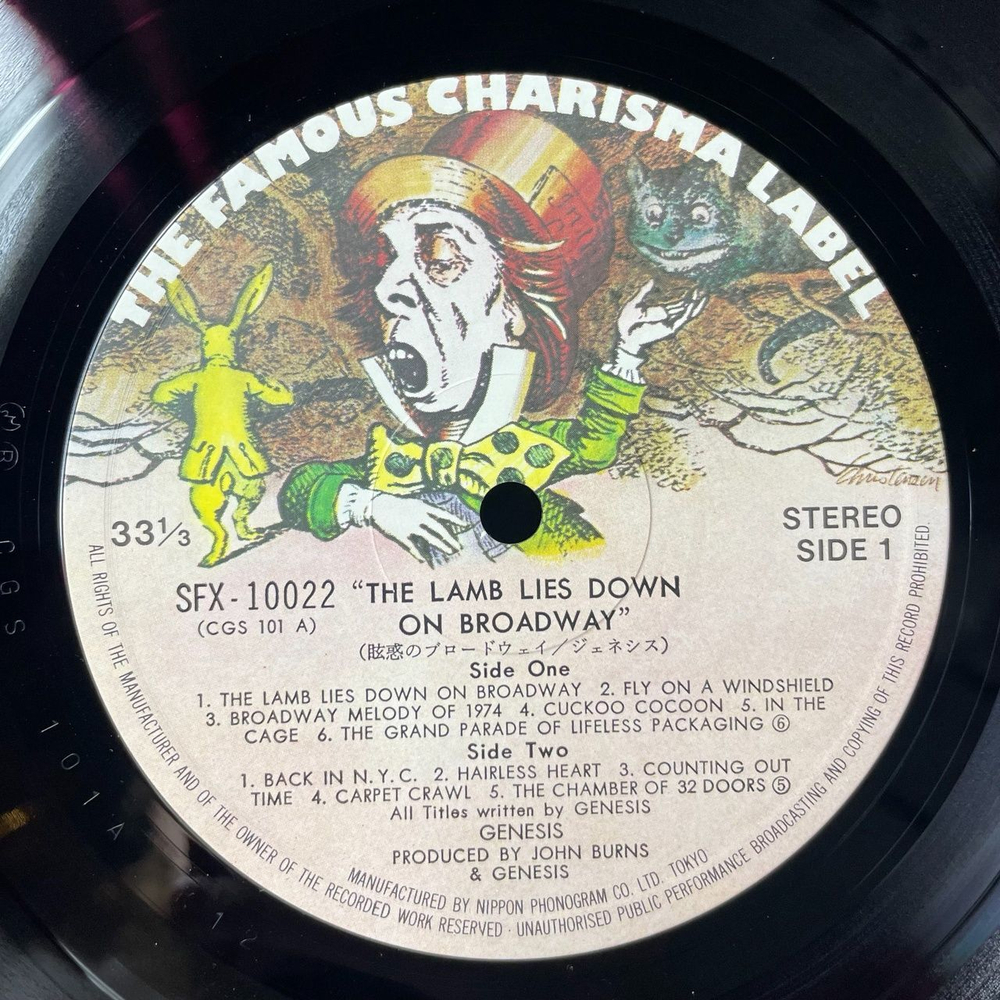 THE FAMOUS CHARISMA LABEL
Christensen
33⅓
STEREO
SIDE 1
SFX-10022 “THE LAMB LIES DOWN
(CGS 101 A) ON BROADWAY”
(眩惑のブロードウェイ/ジェネシス)
Side One
1. THE LAMB LIES DOWN ON BROADWAY 2. FLY ON A WINDSHIELD
3. BROADWAY MELODY OF 1974 4. CUCKOO COCOON 5. IN THE
CAGE 6. THE GRAND PARADE OF LIFELESS PACKAGING ⑥
Side Two
1. BACK IN N.Y.C. 2. HAIRLESS HEART 3. COUNTING OUT
TIME 4. CARPET CRAWL 5. THE CHAMBER OF 32 DOORS ⑤
All Titles written by GENESIS
GENESIS
PRODUCED BY JOHN BURNS
& GENESIS
MANUFACTURED BY NIPPON PHONOGRAM CO. LTD. TOKYO
ALL RIGHTS OF THE MANUFACTURER AND OF THE OWNER OF THE RECORDED WORK RESERVED · UNAUTHORISED PUBLIC PERFORMANCE BROADCASTING AND COPYING OF THIS RECORD PROHIBITED.
CGS 101A
12